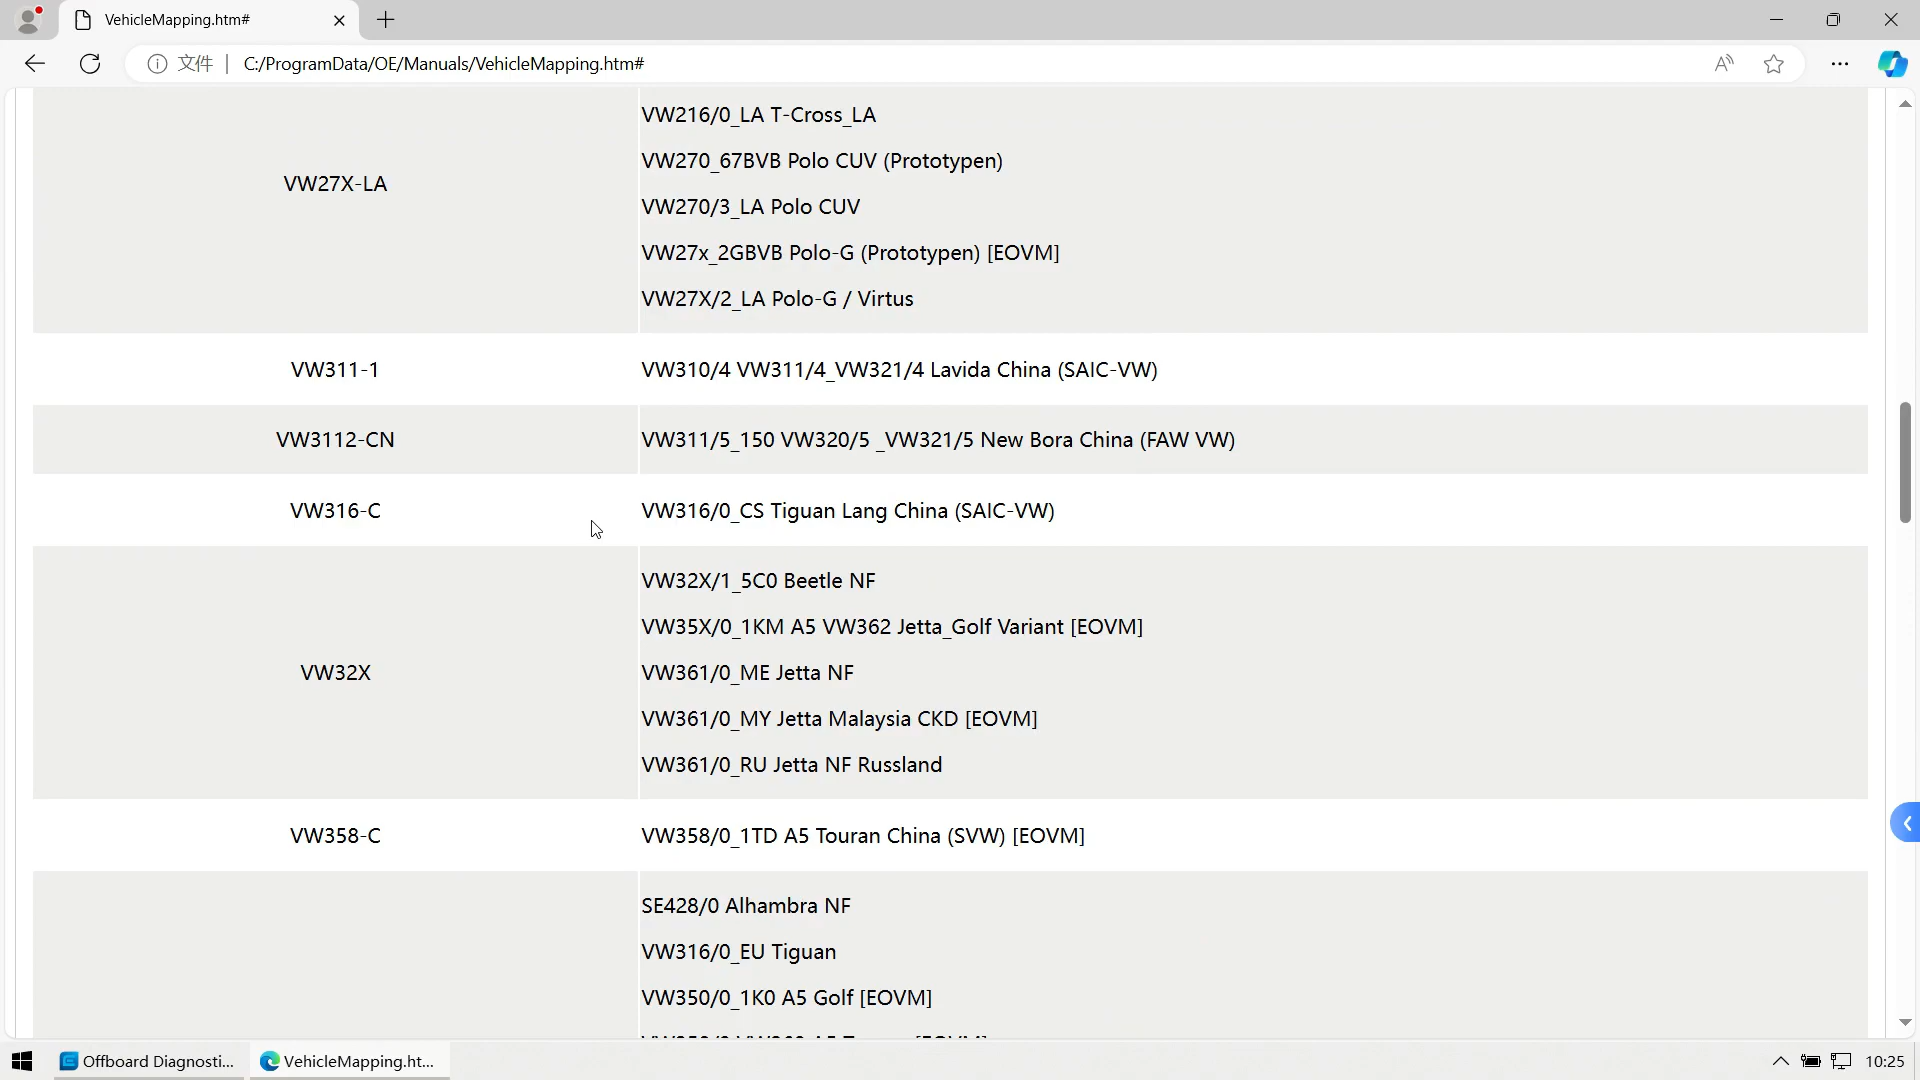 VehicleMapping.htm#
文件
C:/ProgramData/OE/Manuals/VehicleMapping.htm#
VW27X-LA
VW216/0_LA T-Cross_LA
VW270_67BVB Polo CUV (Prototypen)
VW270/3_LA Polo CUV
VW27x_2GBVB Polo-G (Prototypen) [EOVM]
VW27X/2_LA Polo-G / Virtus
VW311-1
VW310/4 VW311/4_VW321/4 Lavida China (SAIC-VW)
VW3112-CN
VW311/5_150 VW320/5 _VW321/5 New Bora China (FAW VW)
VW316-C
VW316/0_CS Tiguan Lang China (SAIC-VW)
VW32X
VW32X/1_5C0 Beetle NF
VW35X/0_1KM A5 VW362 Jetta_Golf Variant [EOVM]
VW361/0_ME Jetta NF
VW361/0_MY Jetta Malaysia CKD [EOVM]
VW361/0_RU Jetta NF Russland
VW358-C
VW358/0_1TD A5 Touran China (SVW) [EOVM]
SE428/0 Alhambra NF
VW316/0_EU Tiguan
VW350/0_1K0 A5 Golf [EOVM]
Offboard Diagnosti...
VehicleMapping.ht...
10:25